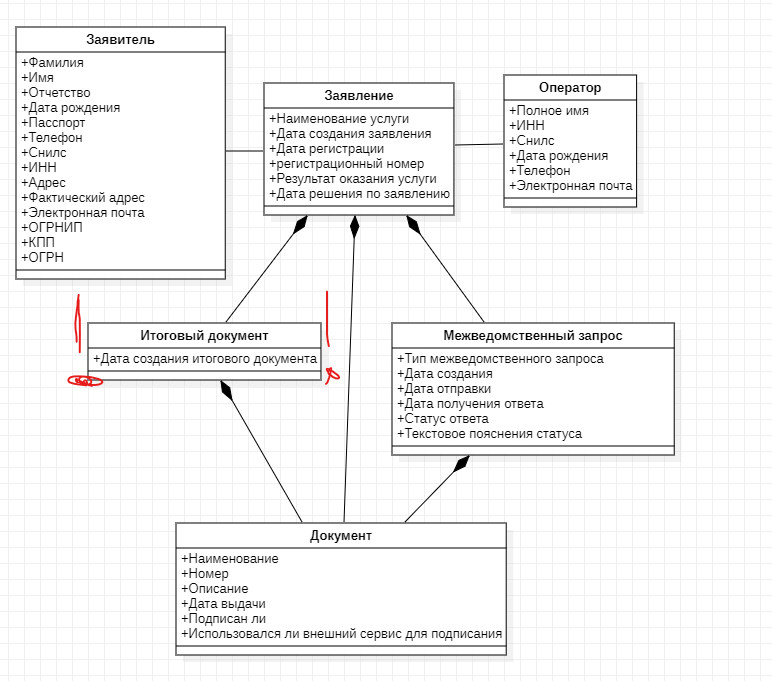 Заявитель
+Фамилия
+Имя
+Отчетство
+Дата рождения
+Пасспорт
+Телефон
+Снилс
+ИНН
+Адрес
+Фактический адрес
+Электронная почта
+ОГРНИП
+КПП
+ОГРН
Заявление
+Наименование услуги
+Дата создания заявления
+Дата регистрации
+регистрационный номер
+Результат оказания услуги
+Дата решения по заявлению
Оператор
+Полное имя
+ИНН
+Снилс
+Дата рождения
+Телефон
+Электронная почта
Итоговый документ
+Дата создания итогового документа
Межведомственный запрос
+Тип межведомственного запроса
+Дата создания
+Дата отправки
+Дата получения ответа
+Статус ответа
+Текстовое пояснения статуса
Документ
+Наименование
+Номер
+Описание
+Дата выдачи
+Подписан ли
+Использовался ли внешний сервис для подписания